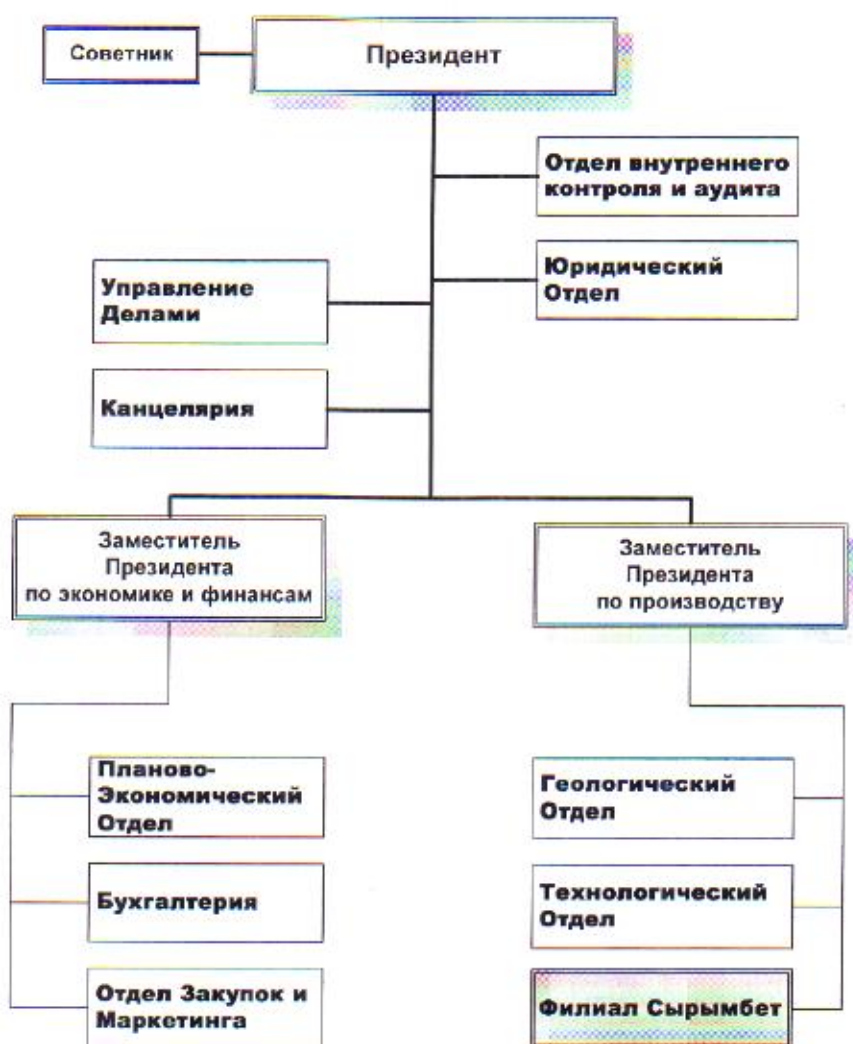 Советник
Президент
Отдел внутреннего
контроля и аудита
Юридический
Отдел
Управление
Делами
Канцелярия
Заместитель
Президента
по экономике и финансам
Заместитель
Президента
по производству
Планово-
Экономический
Отдел
Бухгалтерия
Отдел Закупок и
Маркетинга
Геологический
Отдел
Технологический
Отдел
Филиал Сырымбет